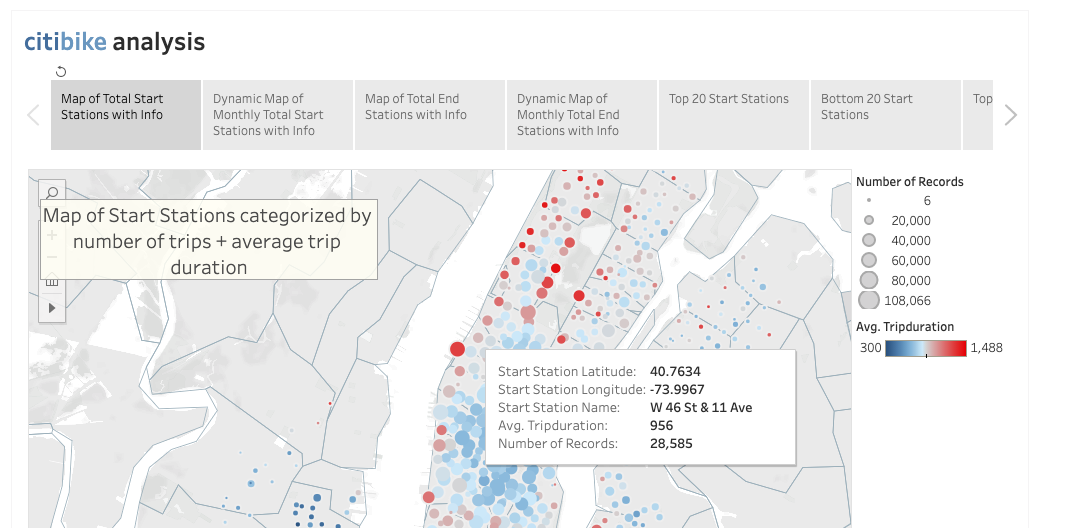 citibike analysis
Map of Total Start
Stations with Info
Dynamic Map of
Monthly Total Start
Stations with Info
Map of Total End
Stations with Info
Dynamic Map of
Monthly Total End
Stations with Info
Top 20 Start Stations
Bottom 20 Start
Stations
Top
Map of Start Stations categorized by
number of trips + average trip
duration
Number of Records
6
20,000
40,000
60,000
80,000
108,066
Avg. Tripduration
300 1,488
Start Station Latitude: 40.7634
Start Station Longitude: -73.9967
Start Station Name: W 46 St & 11 Ave
Avg. Tripduration: 956
Number of Records: 28,585